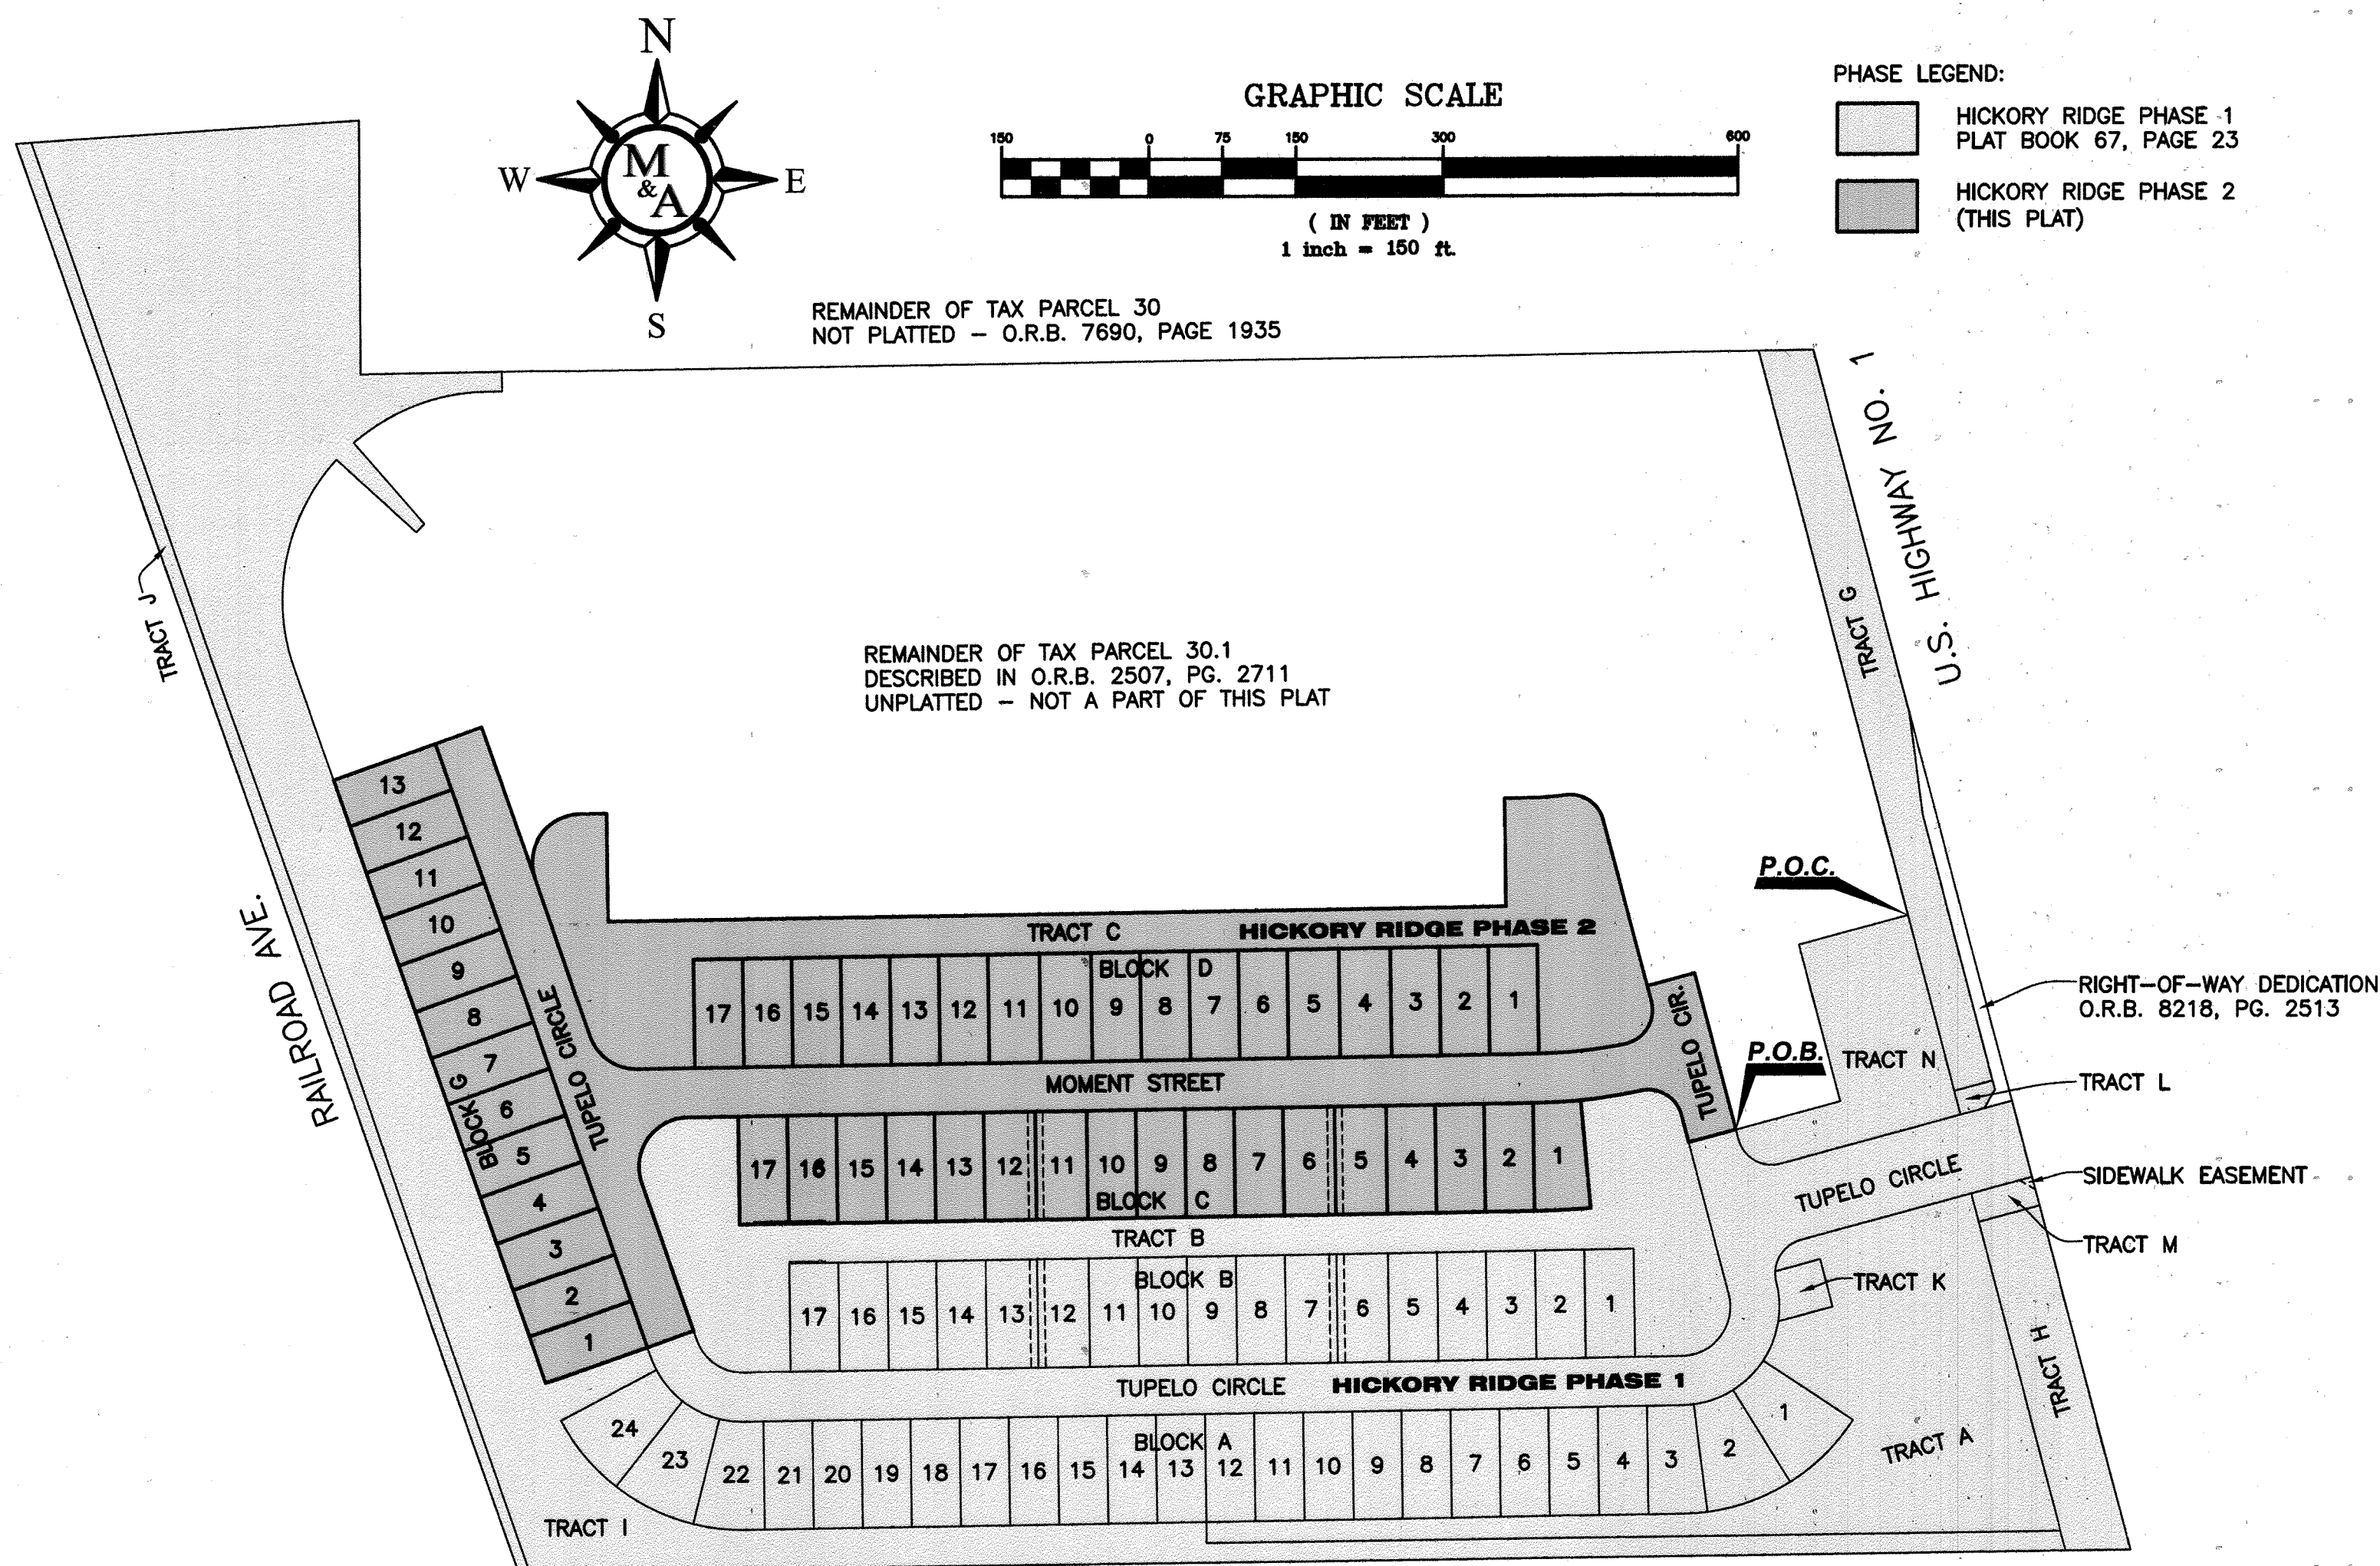 N
W
M
&
A
E
S
GRAPHIC SCALE
150 0 75 150 300 600
( IN FEET )
1 inch = 150 ft.
PHASE LEGEND:
HICKORY RIDGE PHASE 1
PLAT BOOK 67, PAGE 23
HICKORY RIDGE PHASE 2
(THIS PLAT)
REMAINDER OF TAX PARCEL 30
NOT PLATTED – O.R.B. 7690, PAGE 1935
U.S. HIGHWAY NO. 1
TRACT G
TRACT J
REMAINDER OF TAX PARCEL 30.1
DESCRIBED IN O.R.B. 2507, PG. 2711
UNPLATTED – NOT A PART OF THIS PLAT
RAILROAD AVE.
13
12
11
10
9
8
7
6
5
4
3
2
1
BLOCK G
TUPELO CIRCLE
P.O.C.
TRACT C
HICKORY RIDGE PHASE 2
BLOCK D
17 16 15 14 13 12 11 10 9 8 7 6 5 4 3 2 1
TUPELO CIR.
P.O.B.
MOMENT STREET
TRACT N
RIGHT–OF–WAY DEDICATION
O.R.B. 8218, PG. 2513
TRACT L
17 16 15 14 13 12 11 10 9 8 7 6 5 4 3 2 1
BLOCK C
TUPELO CIRCLE
SIDEWALK EASEMENT
TRACT B
TRACT M
BLOCK B
17 16 15 14 13 12 11 10 9 8 7 6 5 4 3 2 1
TRACT K
TRACT H
TUPELO CIRCLE
HICKORY RIDGE PHASE 1
BLOCK A
24 23 22 21 20 19 18 17 16 15 14 13 12 11 10 9 8 7 6 5 4 3 2 1
TRACT A
TRACT I